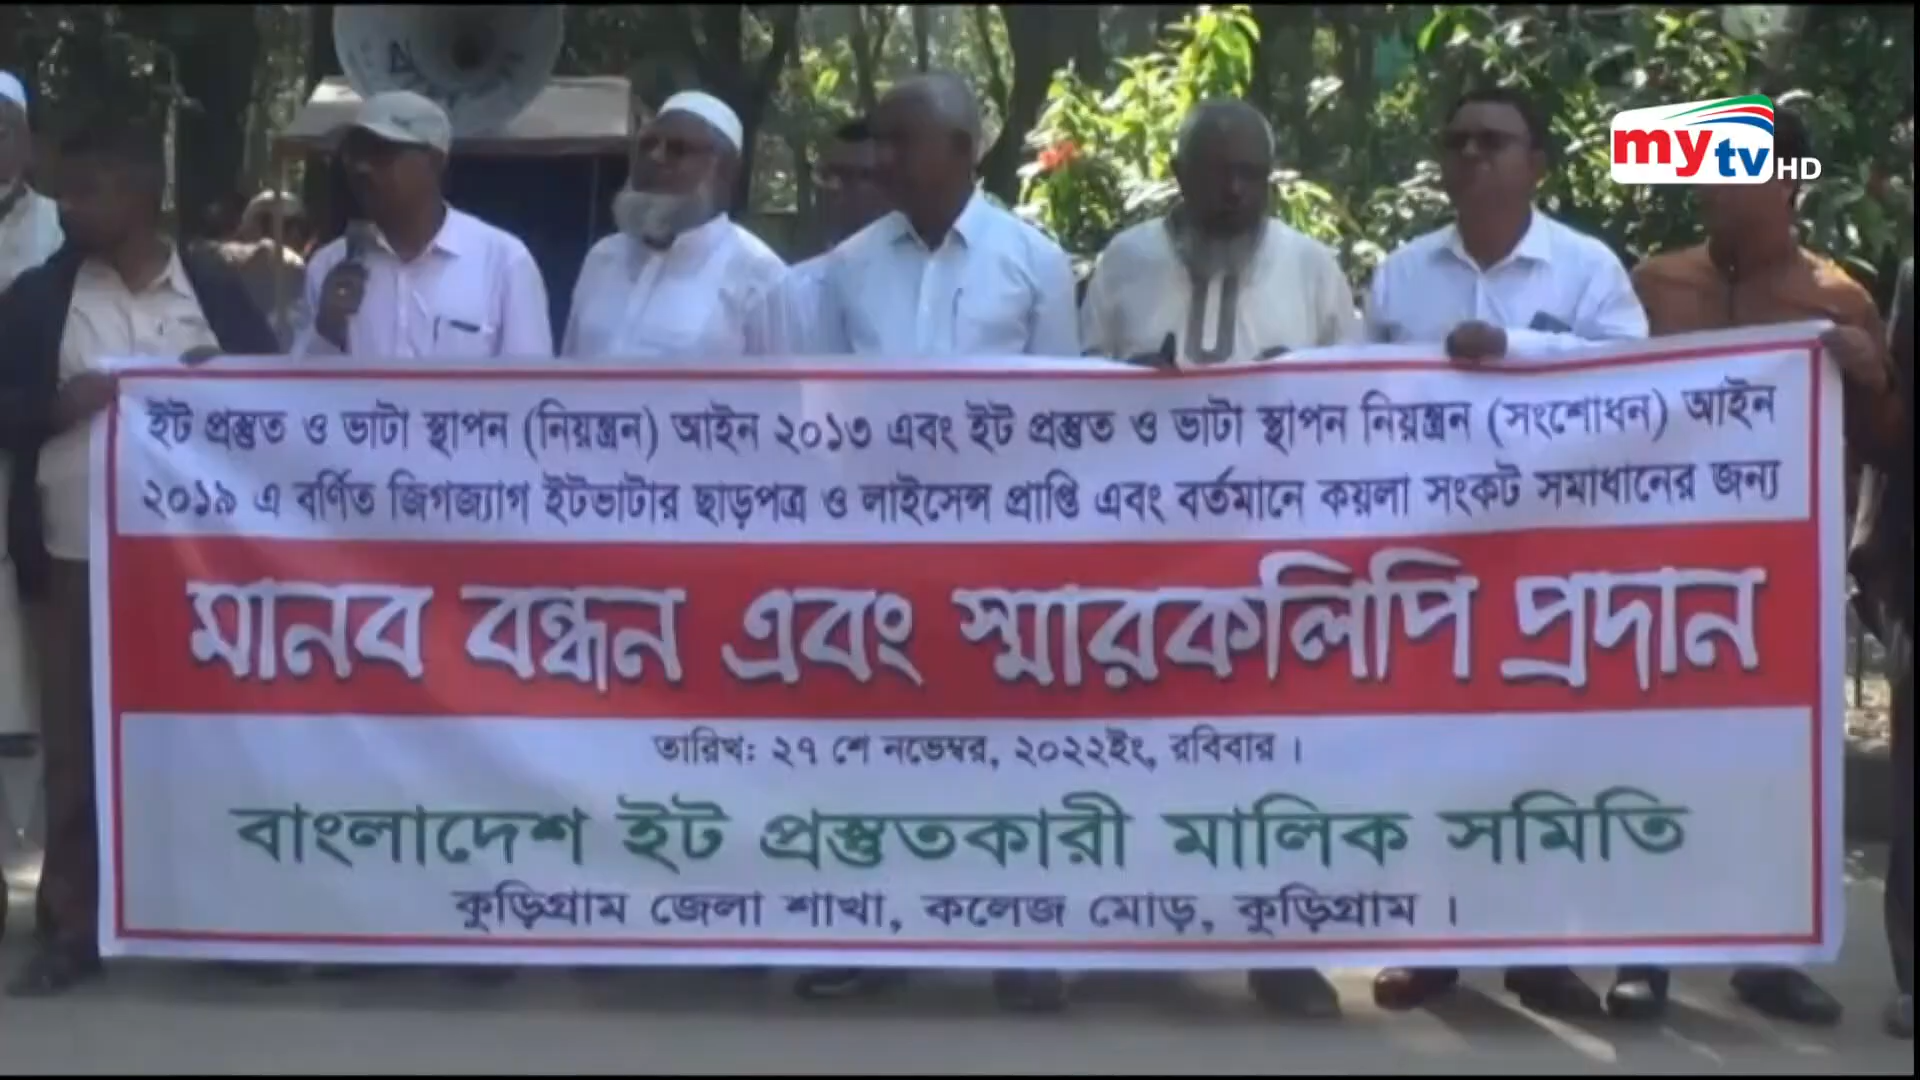 my tv HD
ইট প্রস্তুত ও ভাটা স্থাপন (নিয়ন্ত্রন) আইন ২০১৩ এবং ইট প্রস্তুত ও ভাটা স্থাপন নিয়ন্ত্রন (সংশোধন) আইন
২০১৯ এ বর্ণিত জিগজ্যাগ ইটভাটার ছাড়পত্র ও লাইসেন্স প্রাপ্তি এবং বর্তমানে কয়লা সংকট সমাধানের জন্য
মানব বন্ধন এবং স্মারকলিপি প্রদান
তারিখ: ২৭ শে নভেম্বর, ২০২২ইং, রবিবার।
বাংলাদেশ ইট প্রস্তুতকারী মালিক সমিতি
কুড়িগ্রাম জেলা শাখা, কলেজ মোড়, কুড়িগ্রাম।